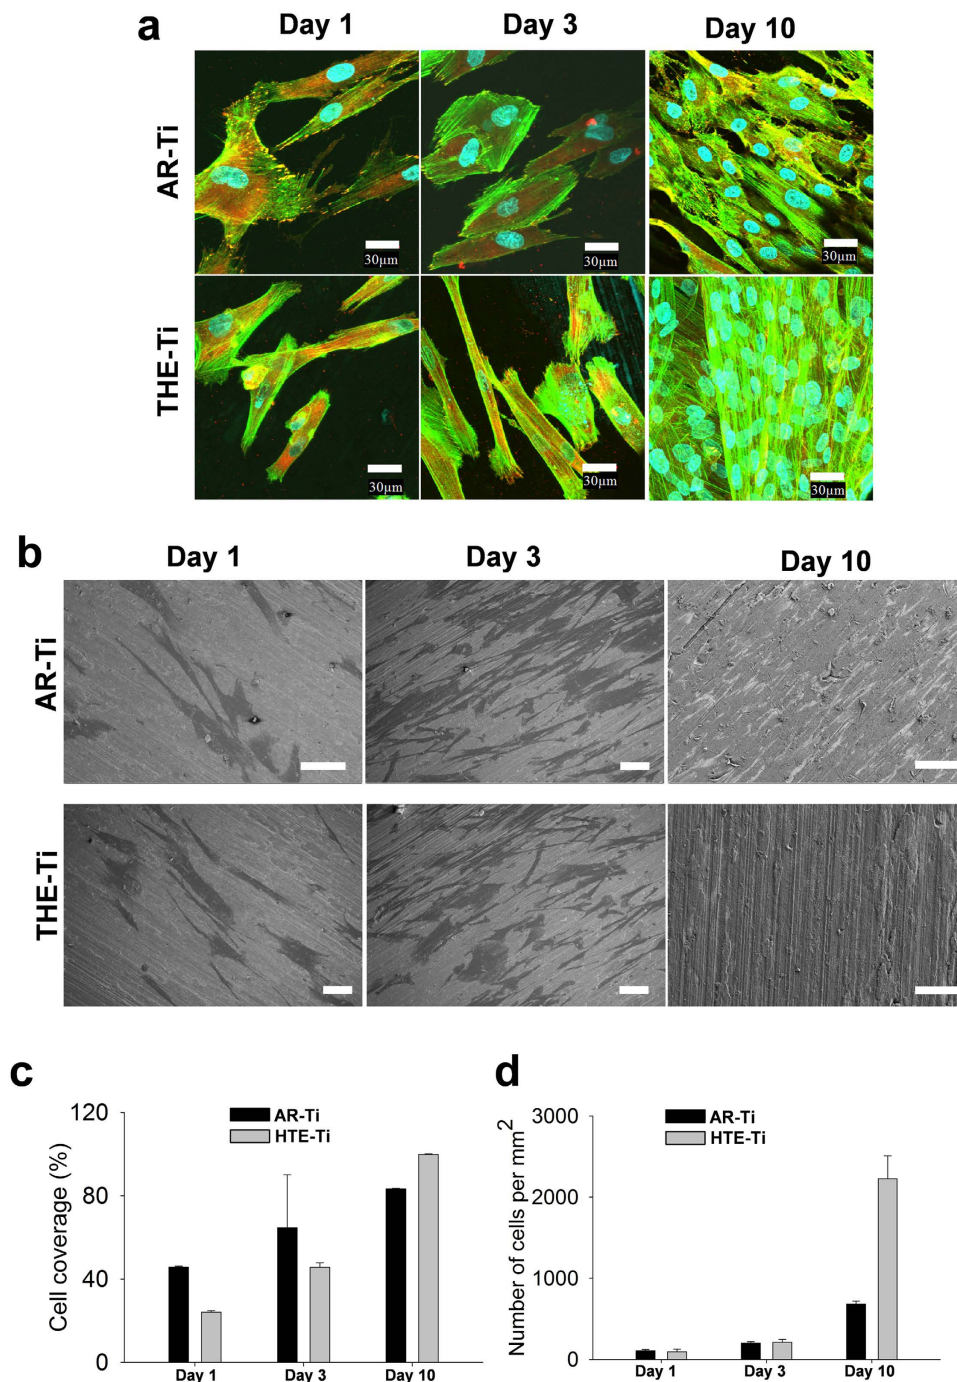 a
Day 1
Day 3
Day 10
AR-Ti
30µm
30µm
30µm
THE-Ti
30µm
30µm
30µm
b
Day 1
Day 3
Day 10
AR-Ti
THE-Ti
c
Cell coverage (%)
120
80
40
0
AR-Ti
HTE-Ti
Day 1
Day 3
Day 10
d
Number of cells per mm2
3000
2000
1000
0
AR-Ti
HTE-Ti
Day 1
Day 3
Day 10